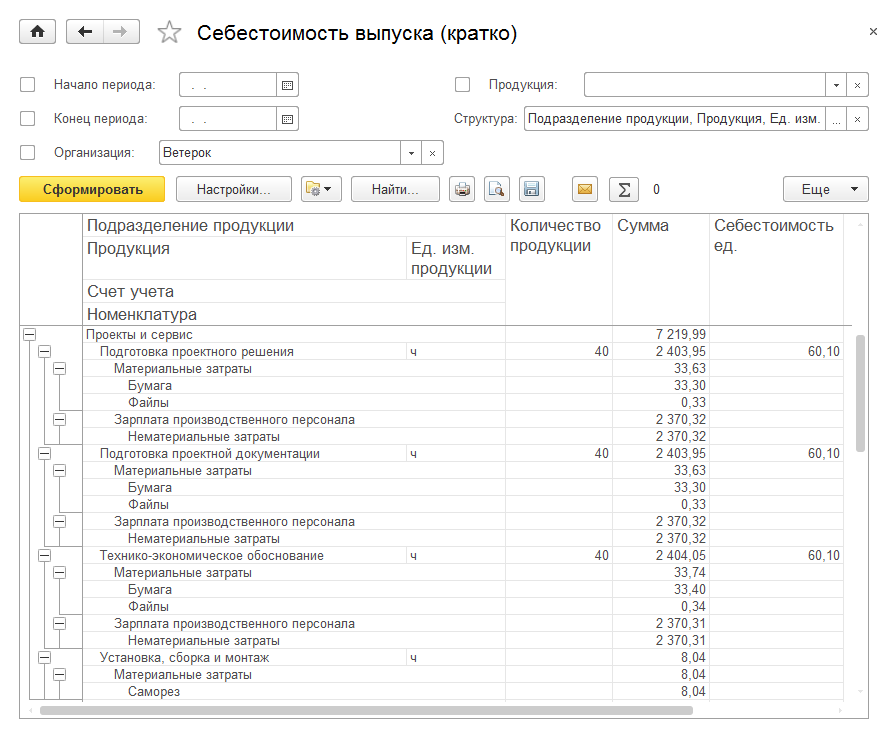 Себестоимость выпуска (кратко)
Начало периода: . . Продукция:
Конец периода: . . Структура: Подразделение продукции, Продукция, Ед. изм. ...
Организация: Ветерок
Сформировать Настройки... Найти... Σ 0 Еще
Подразделение продукции Количество продукции Сумма Себестоимость ед.
Продукция Ед. изм. продукции
Счет учета
Номенклатура
Проекты и сервис 7 219,99
Подготовка проектного решения ч 40 2 403,95 60,10
Материальные затраты 33,63
Бумага 33,30
Файлы 0,33
Зарплата производственного персонала 2 370,32
Нематериальные затраты 2 370,32
Подготовка проектной документации ч 40 2 403,95 60,10
Материальные затраты 33,63
Бумага 33,30
Файлы 0,33
Зарплата производственного персонала 2 370,32
Нематериальные затраты 2 370,32
Технико-экономическое обоснование ч 40 2 404,05 60,10
Материальные затраты 33,74
Бумага 33,40
Файлы 0,34
Зарплата производственного персонала 2 370,31
Нематериальные затраты 2 370,31
Установка, сборка и монтаж ч 8,04
Материальные затраты 8,04
Саморез 8,04